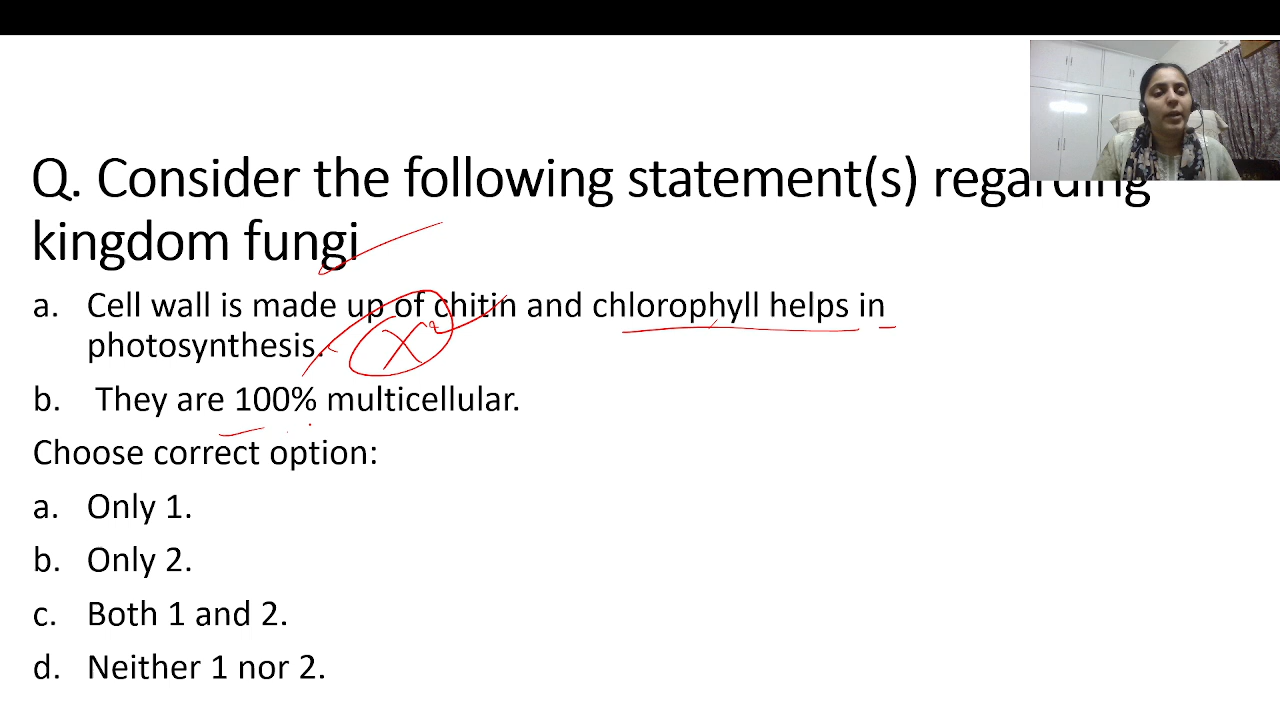 Q. Consider the following statement(s) regarding
kingdom fungi
a. Cell wall is made up of chitin and chlorophyll helps in
photosynthesis.
b. They are 100% multicellular.
Choose correct option:
a. Only 1.
b. Only 2.
c. Both 1 and 2.
d. Neither 1 nor 2.